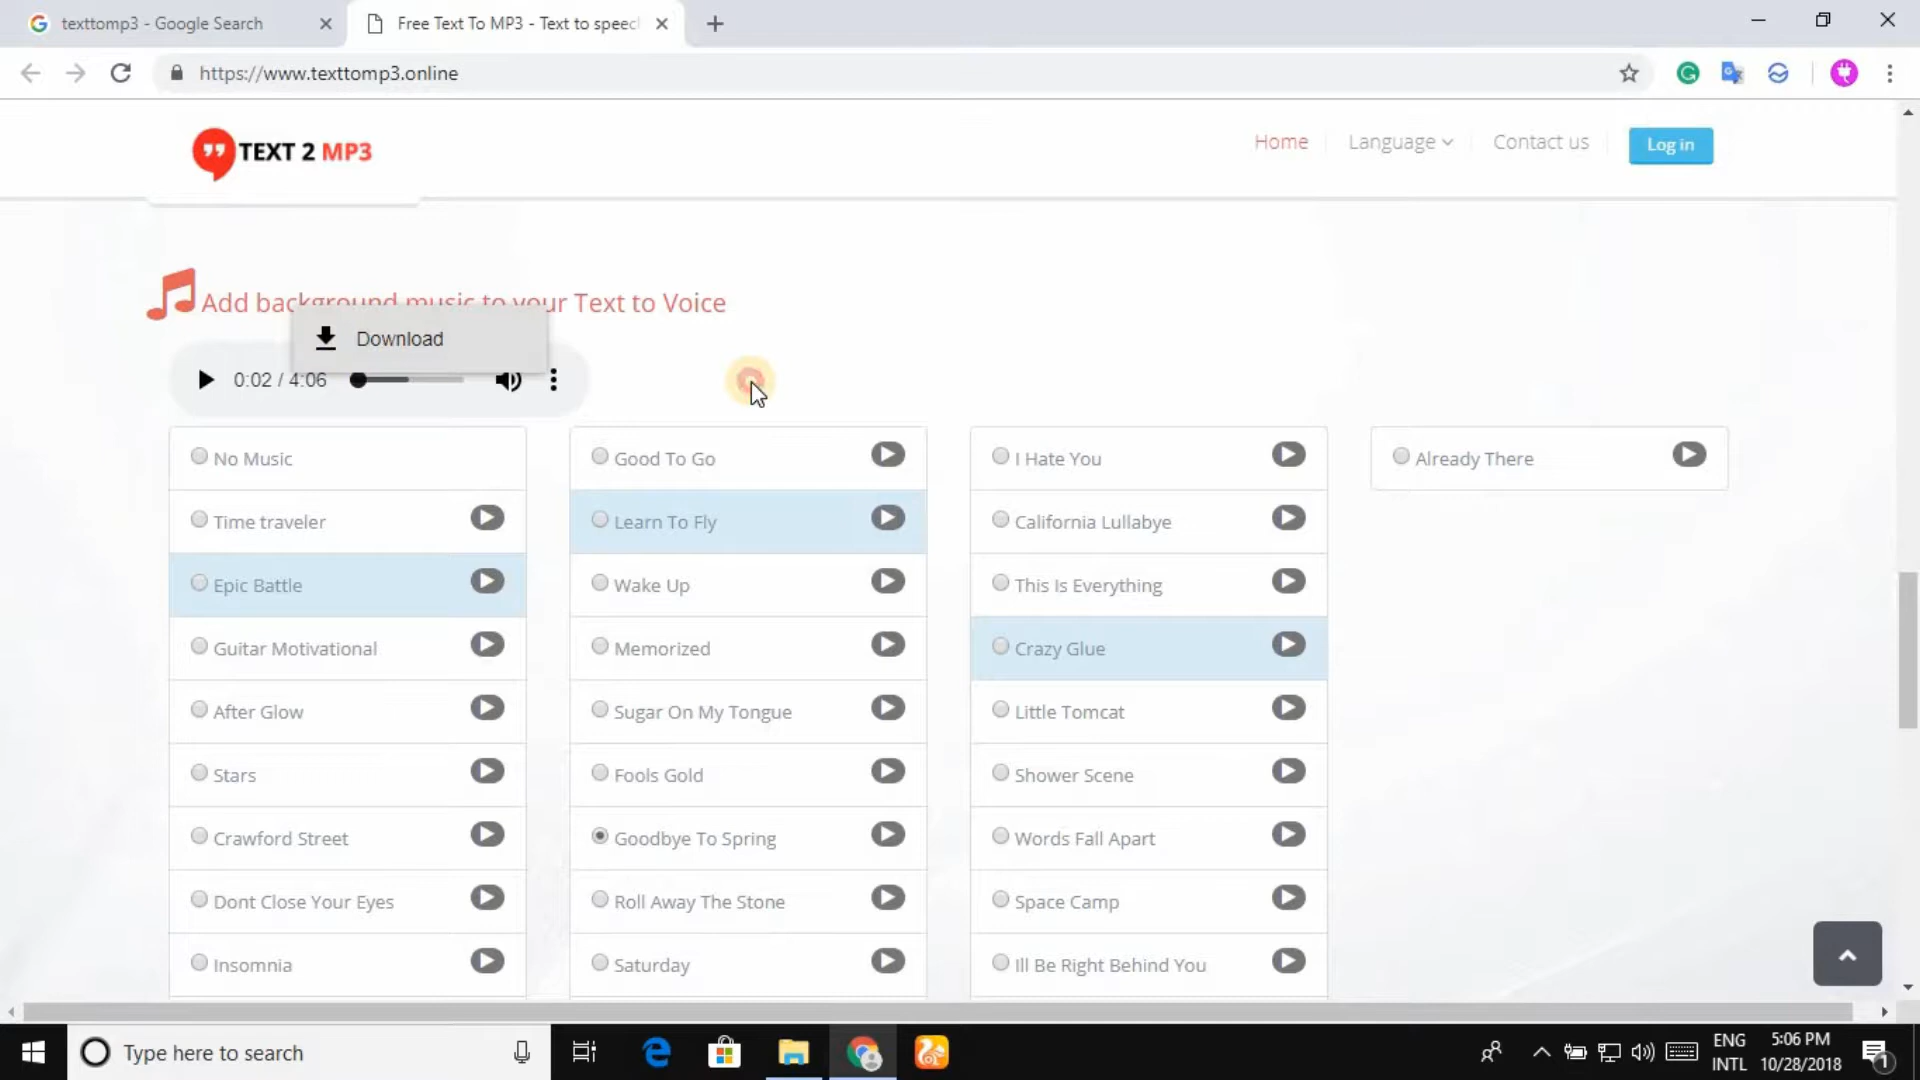 texttomp3 - Google Search
Free Text To MP3 - Text to speec
https://www.texttomp3.online
TEXT 2 MP3
Home
Language
Contact us
Log in
Add background music to your Text to Voice
Download
0:02 / 4:06
No Music
Time traveler
Epic Battle
Guitar Motivational
After Glow
Stars
Crawford Street
Dont Close Your Eyes
Insomnia
Good To Go
Learn To Fly
Wake Up
Memorized
Sugar On My Tongue
Fools Gold
Goodbye To Spring
Roll Away The Stone
Saturday
I Hate You
California Lullabye
This Is Everything
Crazy Glue
Little Tomcat
Shower Scene
Words Fall Apart
Space Camp
Ill Be Right Behind You
Already There
Type here to search
ENG
INTL
5:06 PM
10/28/2018
1